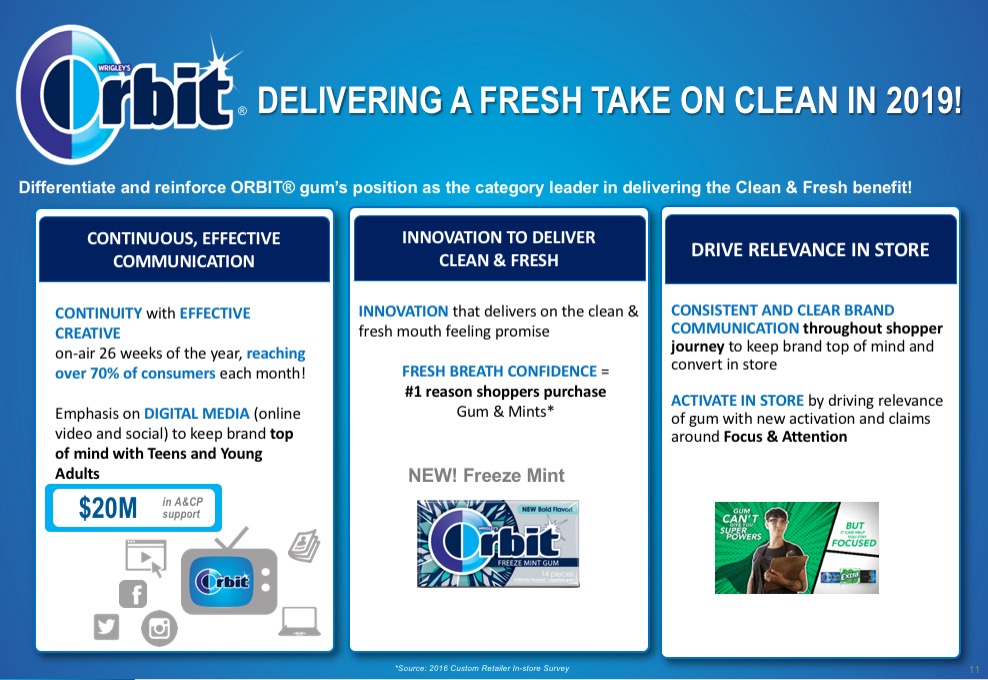 WRIGLEY'S
Orbit®
DELIVERING A FRESH TAKE ON CLEAN IN 2019!
Differentiate and reinforce ORBIT® gum's position as the category leader in delivering the Clean & Fresh benefit!
CONTINUOUS, EFFECTIVE
COMMUNICATION
CONTINUITY with EFFECTIVE
CREATIVE
on-air 26 weeks of the year, reaching
over 70% of consumers each month!
Emphasis on DIGITAL MEDIA (online
video and social) to keep brand top
of mind with Teens and Young
Adults
$20M
in A&CP
support
Orbit
INNOVATION TO DELIVER
CLEAN & FRESH
INNOVATION that delivers on the clean &
fresh mouth feeling promise
FRESH BREATH CONFIDENCE =
#1 reason shoppers purchase
Gum & Mints*
NEW! Freeze Mint
NEW Bold Flavor!
WRIGLEY'S
Orbit
FREEZE MINT GUM
14 pieces
DRIVE RELEVANCE IN STORE
CONSISTENT AND CLEAR BRAND
COMMUNICATION throughout shopper
journey to keep brand top of mind and
convert in store
ACTIVATE IN STORE by driving relevance
of gum with new activation and claims
around Focus & Attention
GUM
CAN'T
GIVE YOU
SUPER
POWERS
BUT
IT CAN HELP
YOU STAY
FOCUSED
Extra
*Source: 2016 Custom Retailer In-store Survey
11